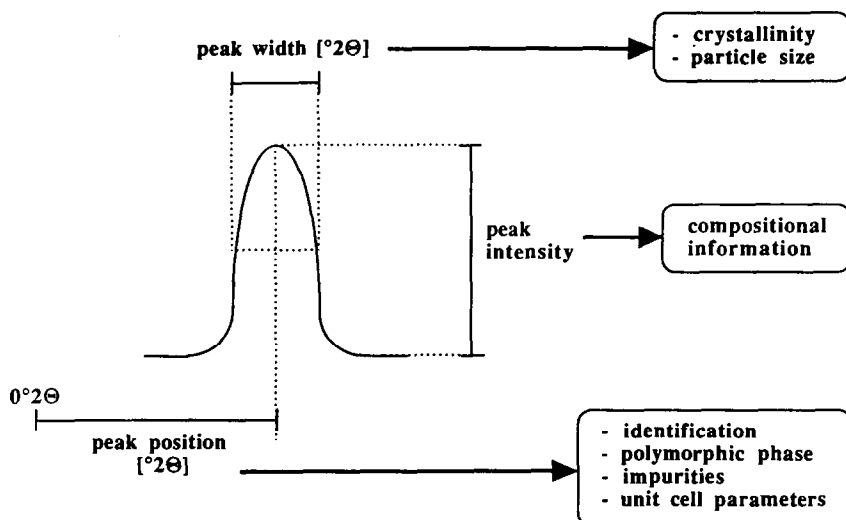 peak width [°2Θ]
- crystallinity
- particle size
peak
intensity
compositional
information
0°2Θ
peak position
[°2Θ]
- identification
- polymorphic phase
- impurities
- unit cell parameters